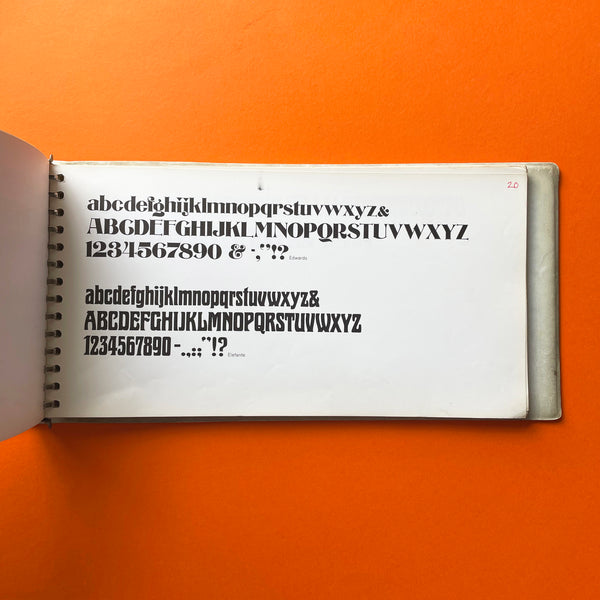 20
abcdefghijklmnopqrstuvwxyz&
ABCDEFGHIJKLMNOPQRSTUVWXYZ
1234567890 & -,’’!? Edwards
abcdefghijklmnopqrstuvwxyz&
ABCDEFGHIJKLMNOPQRSTUVWXYZ
1234567890 -.,:;’’!? Elefante